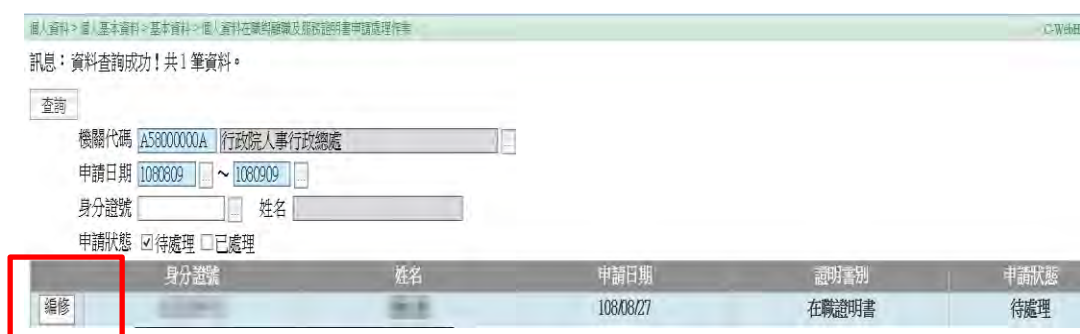 個人資料>個人基本資料>基本資料>個人資料在職與離職及服務證明書申請處理作業 C-WebH
訊息：資料查詢成功！共1筆資料。
查詢
機關代碼 A58000000A 行政院人事行政總處
申請日期 1080809 ～ 1080909
身分證號 姓名
申請狀態 ☑待處理 □已處理
身分證號 姓名 申請日期 證明書別 申請狀態
編修 108/08/27 在職證明書 待處理